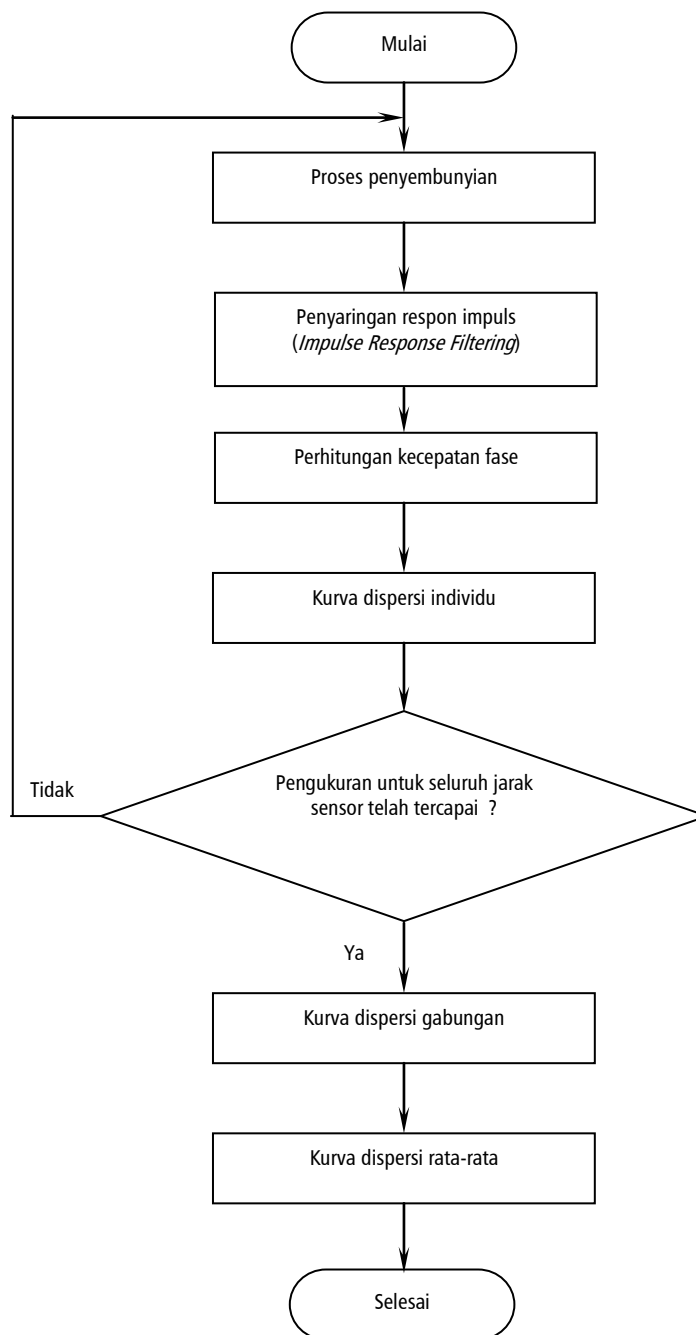 Mulai
Proses penyembunyian
Penyaringan respon impuls
(Impulse Response Filtering)
Perhitungan kecepatan fase
Kurva dispersi individu
Pengukuran untuk seluruh jarak
sensor telah tercapai ?
Tidak
Ya
Kurva dispersi gabungan
Kurva dispersi rata-rata
Selesai